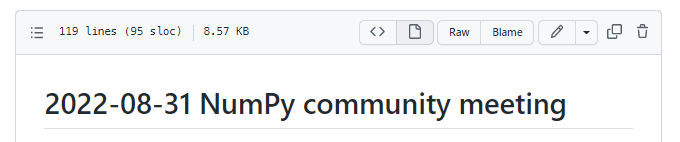 119 lines (95 sloc) 8.57 KB Raw Blame
2022-08-31 NumPy community meeting